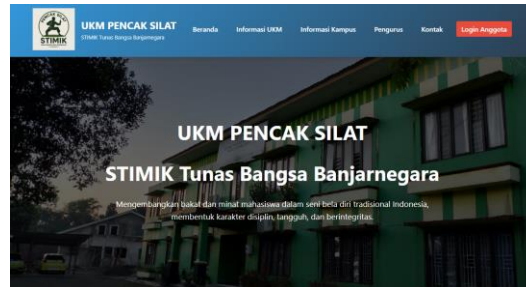 STIMIK
UKM PENCAK SILAT
STIMIK Tunas Bangsa Banjarnegara
Beranda
Informasi UKM
Informasi Kampus
Pengurus
Kontak
Login Anggota
UKM PENCAK SILAT
STIMIK Tunas Bangsa Banjarnegara
Mengembangkan bakat dan minat mahasiswa dalam seni bela diri tradisional Indonesia,
membentuk karakter disiplin, tangguh, dan berintegritas.